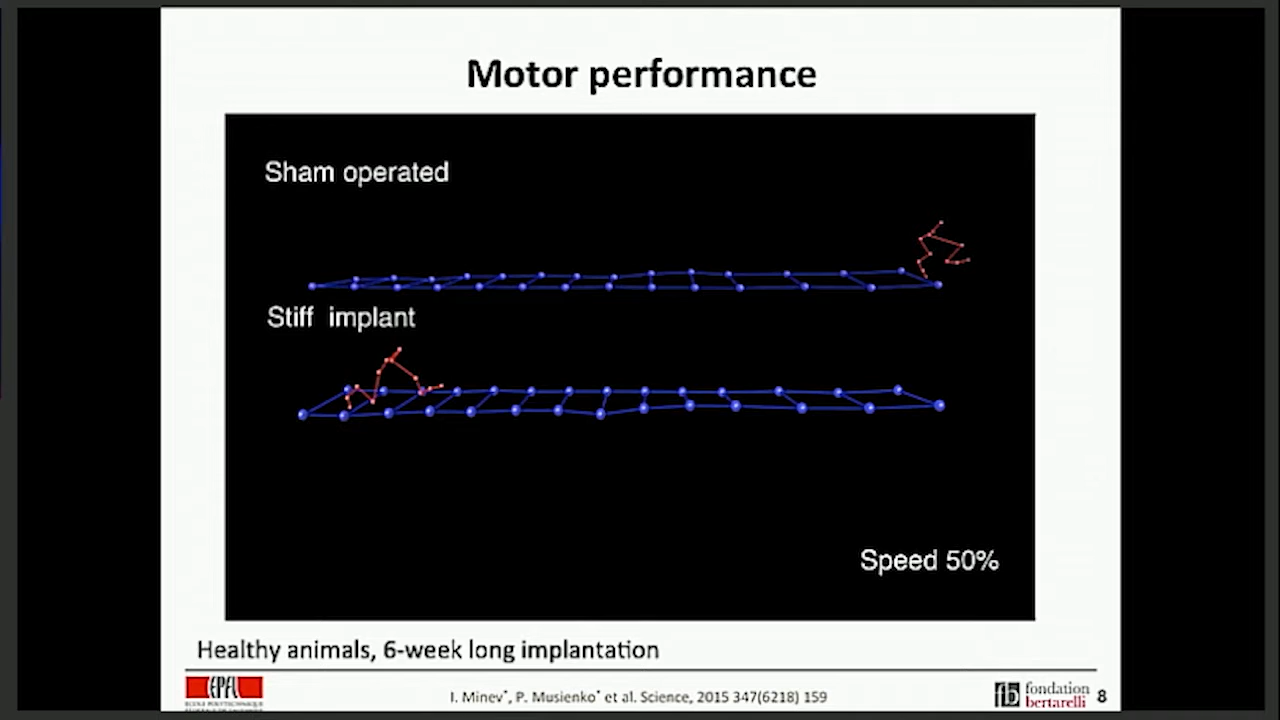 Motor performance
Sham operated
Stiff implant
Speed 50%
Healthy animals, 6-week long implantation
EPFL
I. Minev*, P. Musienko* et al. Science, 2015 347(6218) 159
fb fondation
bertarelli
8